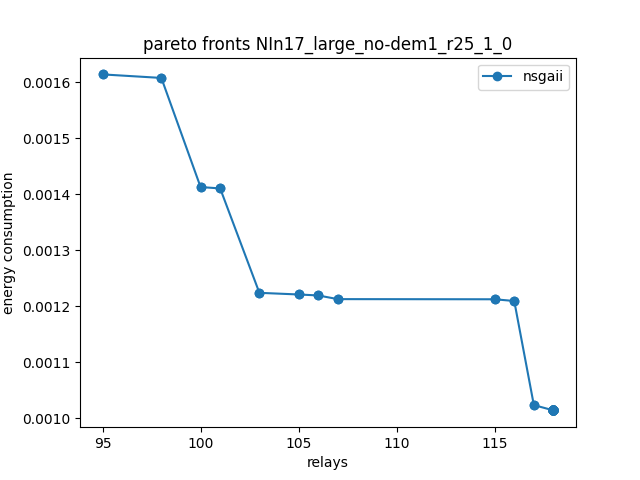 pareto fronts NIn17_large_no-dem1_r25_1_0
nsgaii
energy consumption
0.0016
0.0015
0.0014
0.0013
0.0012
0.0011
0.0010
95 100 105 110 115
relays